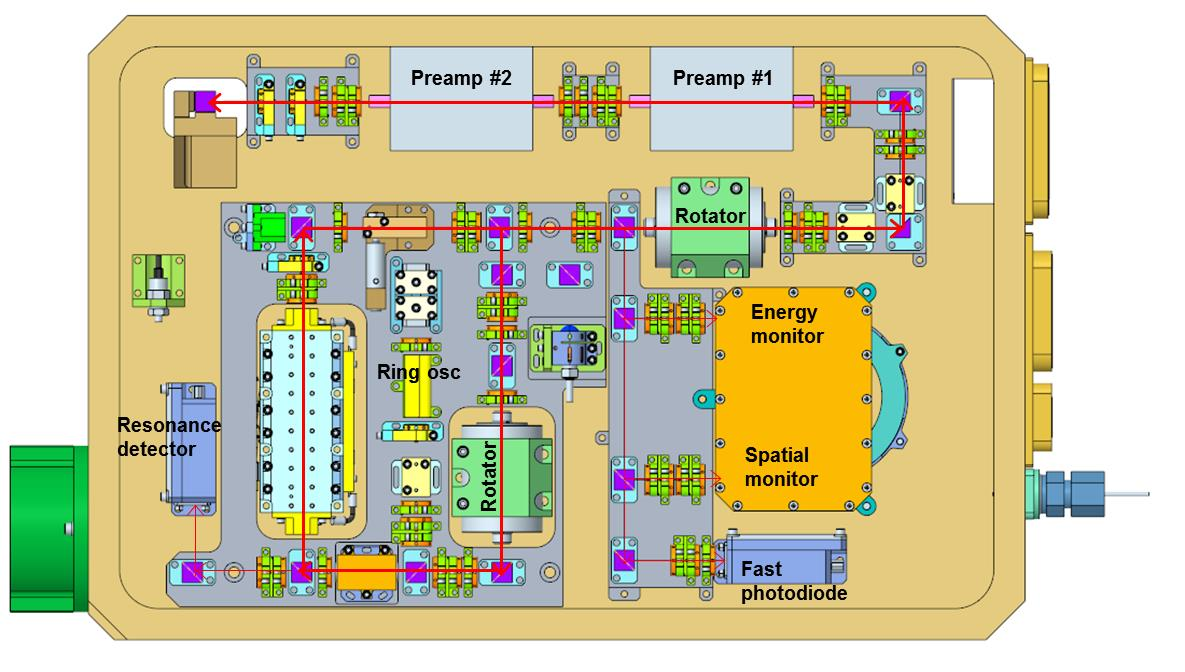 Preamp #2
Preamp #1
Rotator
Energy
monitor
Ring osc
Resonance
detector
Rotator
Spatial
monitor
Fast
photodiode